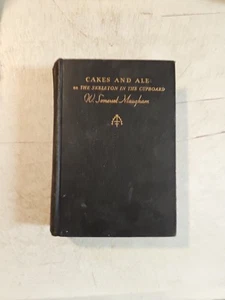 CAKES AND ALE:
OR THE SKELETON IN THE CUPBOARD
W. Somerset Maugham